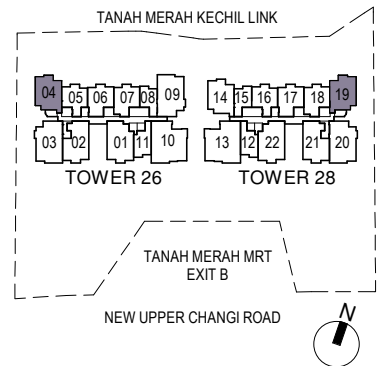 TANAH MERAH KECHIL LINK
04 05 06 07 08 09 14 15 16 17 18 19
03 02 01 11 10 13 12 22 21 20
TOWER 26 TOWER 28
TANAH MERAH MRT
EXIT B
NEW UPPER CHANGI ROAD
N